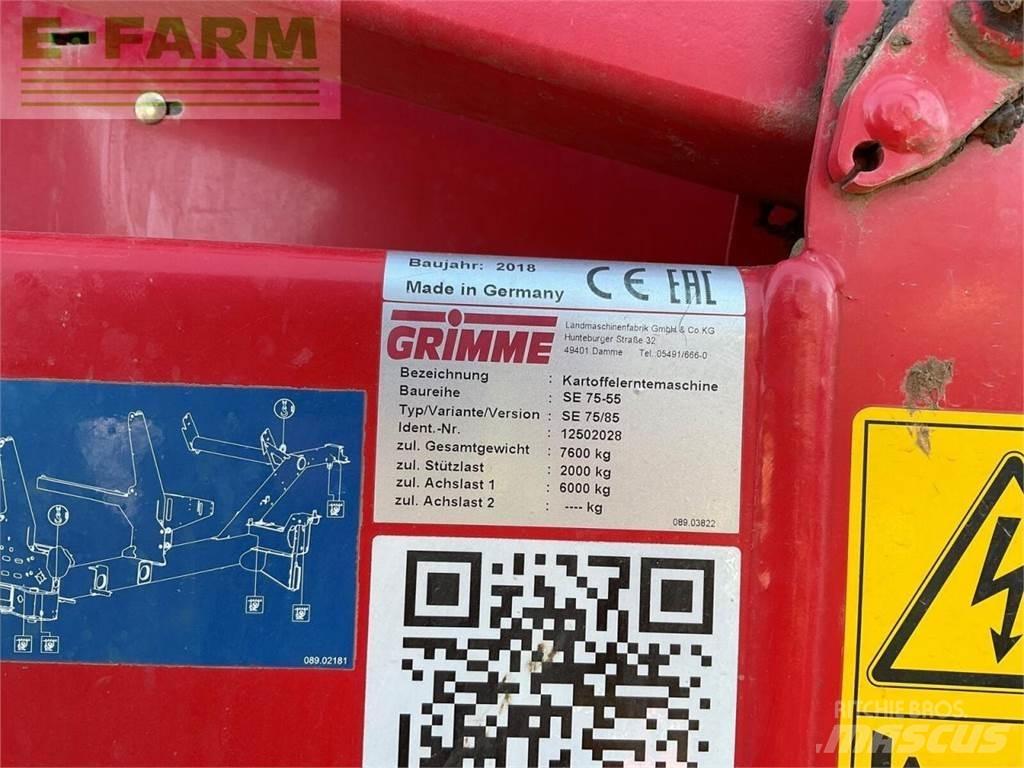 E-FARM
Baujahr: 2018
Made in Germany CE EAC
GRIMME
Landmaschinenfabrik GmbH & Co KG
Hunteburger Straße 32
49401 Damme Tel.:05491/666-0
Bezeichnung : Kartoffelerntemaschine
Baureihe : SE 75-55
Typ/Variante/Version : SE 75/85
Ident.-Nr. : 12502028
zul. Gesamtgewicht : 7600 kg
zul. Stützlast : 2000 kg
zul. Achslast 1 : 6000 kg
zul. Achslast 2 : ---- kg
089.03822
089.02181
RITCHIE BROS.
MASCUS